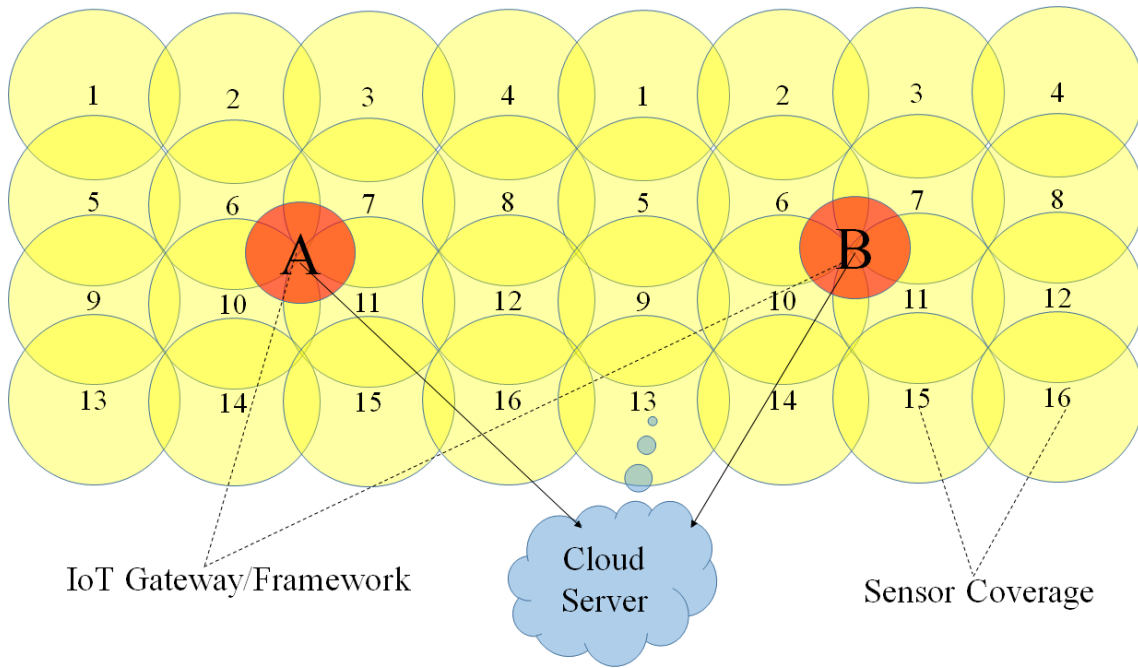 1 2 3 4 1 2 3 4
5 6 7 8 5 6 7 8
A B
9 10 11 12 9 10 11 12
13 14 15 16 13 14 15 16
IoT Gateway/Framework
Cloud
Server
Sensor Coverage